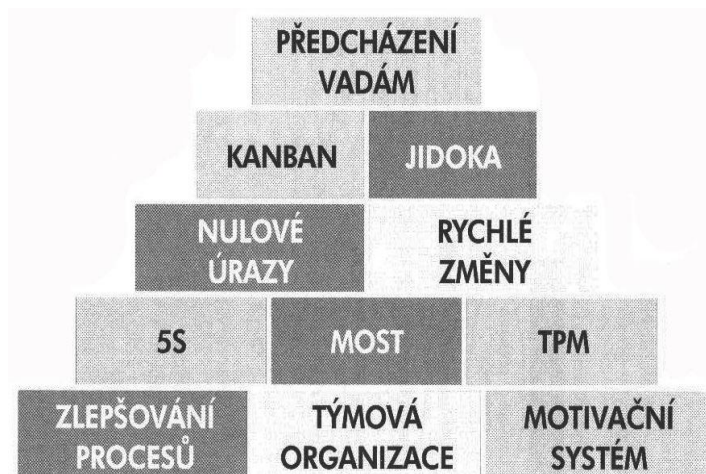 PŘEDCHÁZENÍ
VADÁM
KANBAN
JIDOKA
NULOVÉ
ÚRAZY
RYCHLÉ
ZMĚNY
5S
MOST
TPM
ZLEPŠOVÁNÍ
PROCESŮ
TÝMOVÁ
ORGANIZACE
MOTIVAČNÍ
SYSTÉM